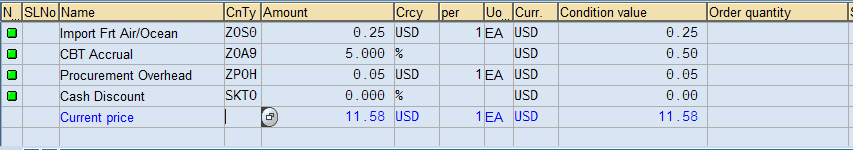 N... SLNo Name CnTy Amount Crcy per Uo... Curr. Condition value Order quantity
Import Frt Air/Ocean ZOS0 0.25 USD 1 EA USD 0.25
CBT Accrual ZOA9 5.000 % USD 0.50
Procurement Overhead ZPOH 0.05 USD 1 EA USD 0.05
Cash Discount SKTO 0.000 % USD 0.00
Current price 11.58 USD 1 EA USD 11.58